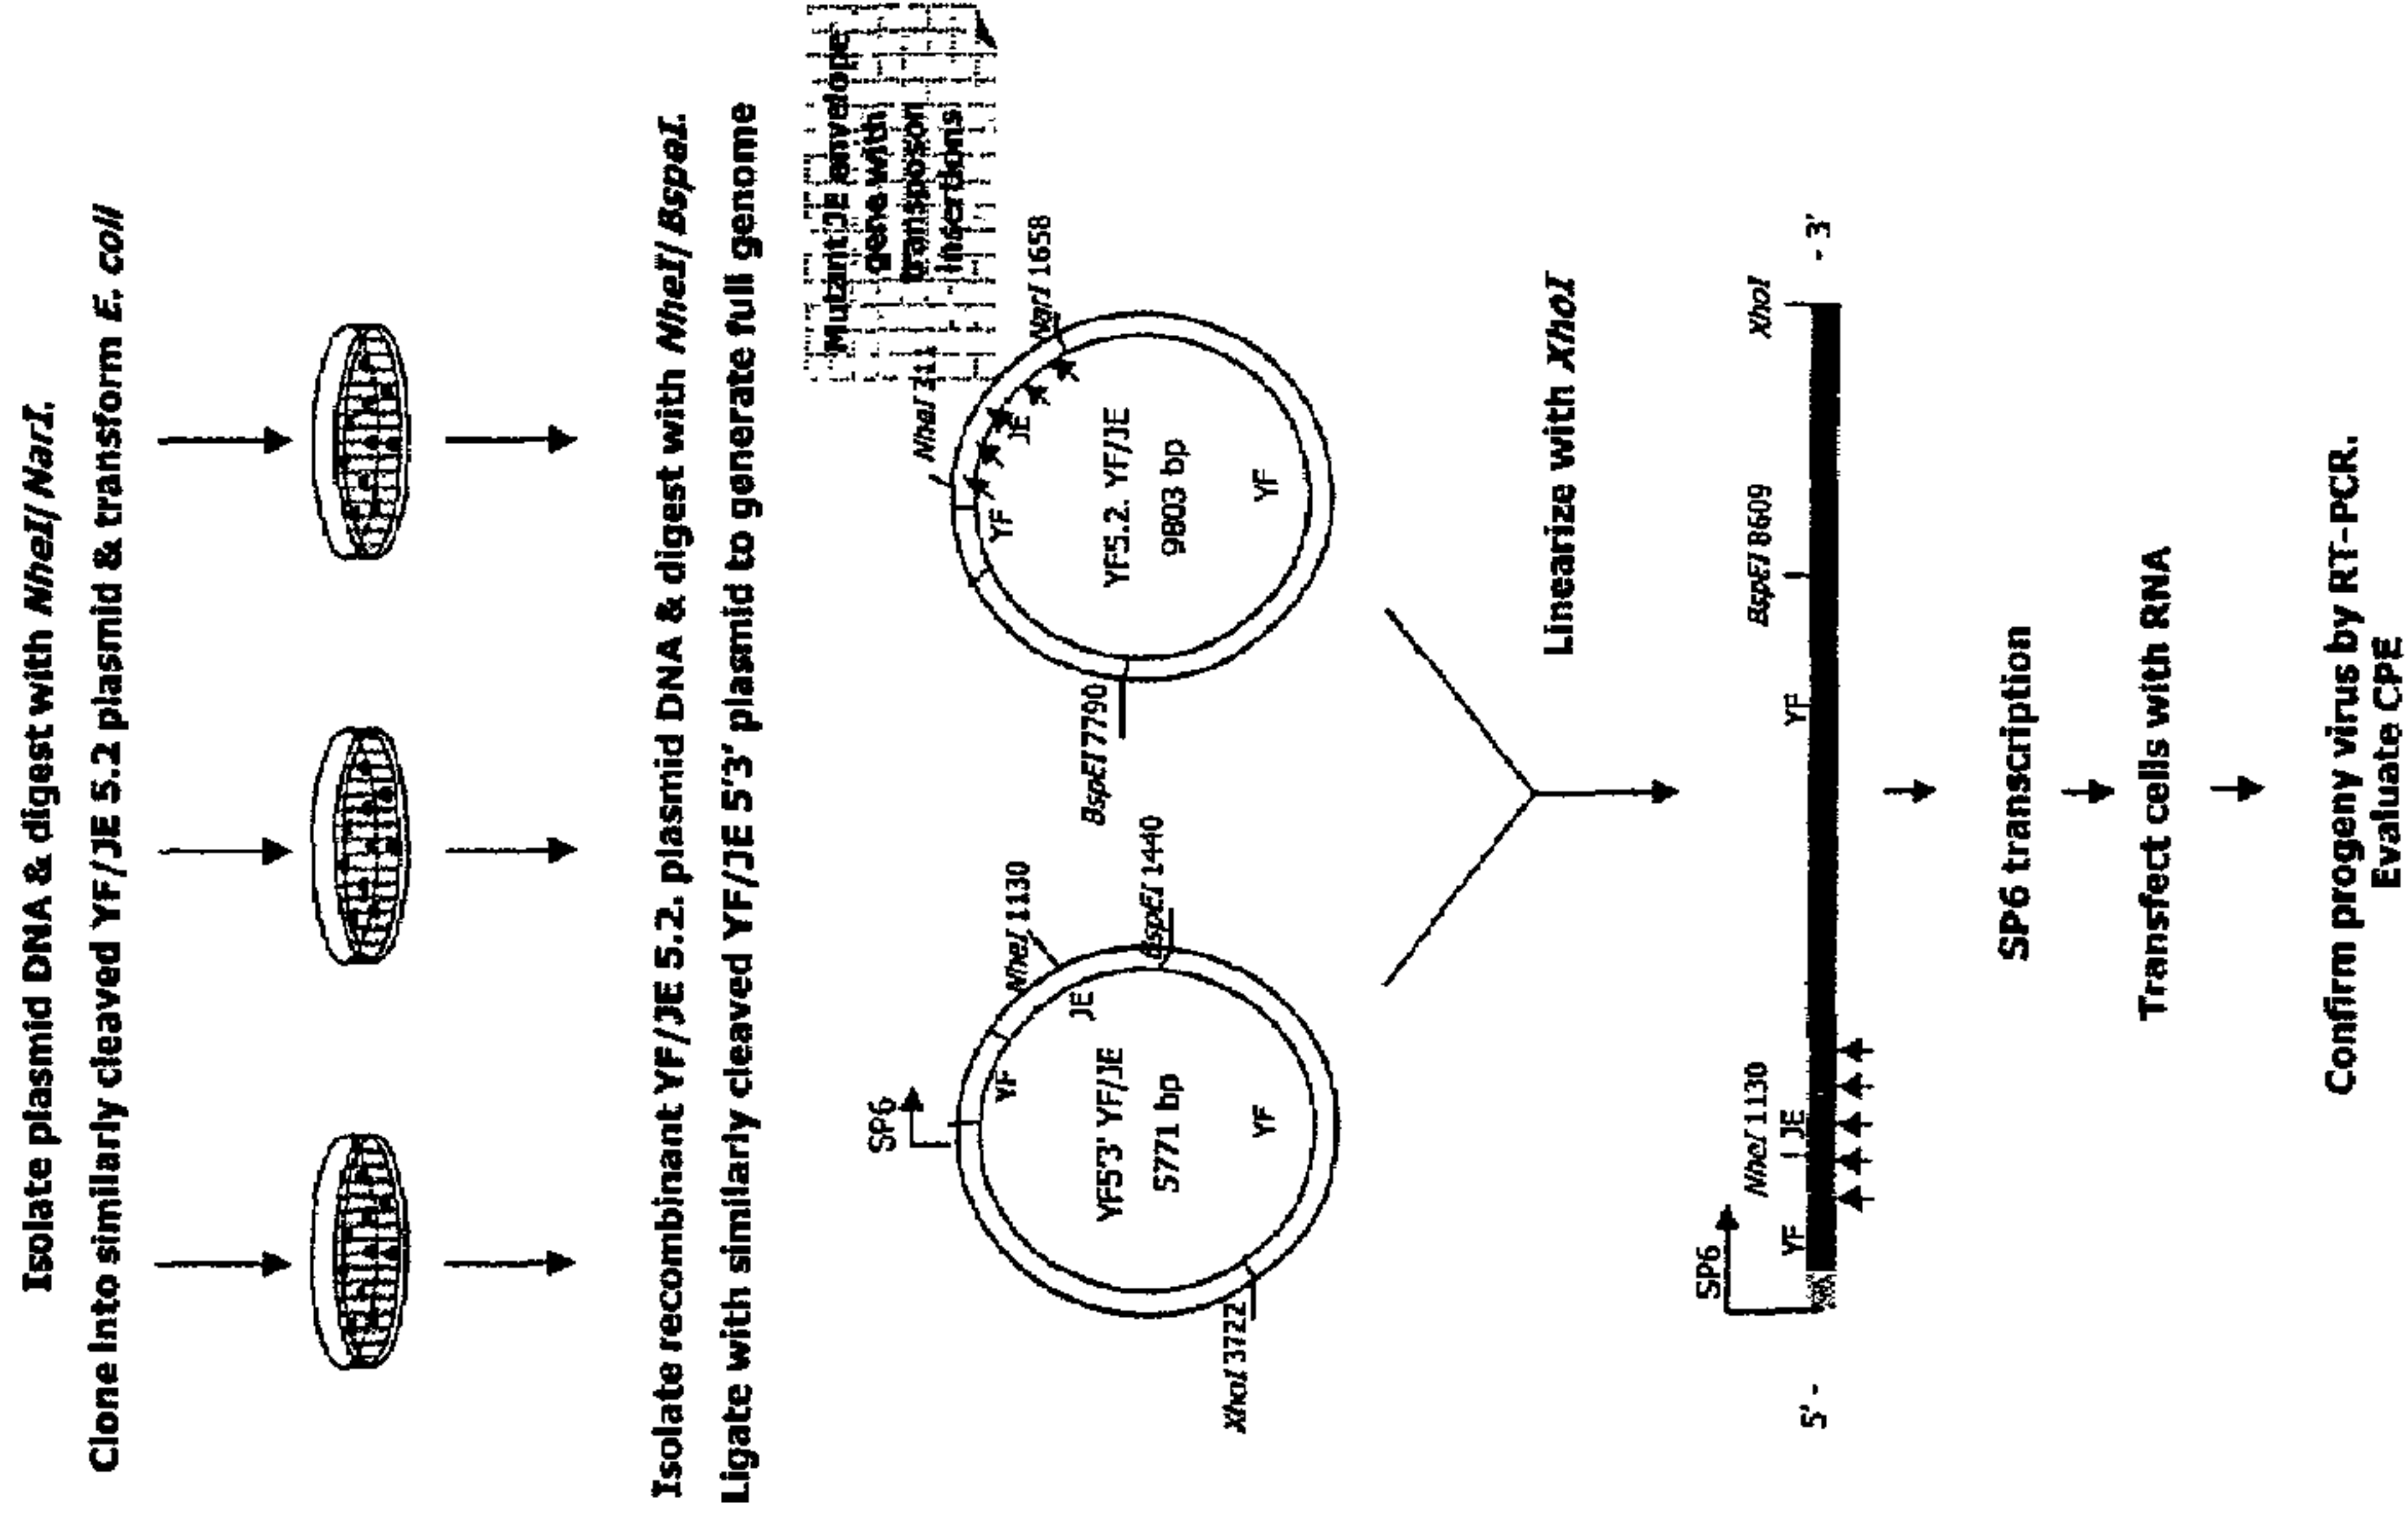 Isolate plasmid DNA & digest with NheI/NarI.
Clone into similarly cleaved YF/JE 5.2 plasmid & transform E. coli
Isolate recombinant YF/JE 5.2. plasmid DNA & digest with NheI/BspaI.
Ligate with similarly cleaved YF/JE 5'3' plasmid to generate full genome
Mutant JE envelope
gene with
transposon
insertions
SP6
YF
NheI 1130
JE
BspEI 1440
YF5'3' YF/JE
5771 bp
YF
XhoI 3722
NheI
NarI 1658
YF
JE
YF5.2. YF/JE
9803 bp
YF
BspEI 7790
Linearize with XhoI
SP6
NheI 1130
BspEI 8609
XhoI
YF
JE
YF
5' -
- 3'
SP6 transcription
Transfect cells with RNA
Confirm progeny virus by RT-PCR.
Evaluate CPE